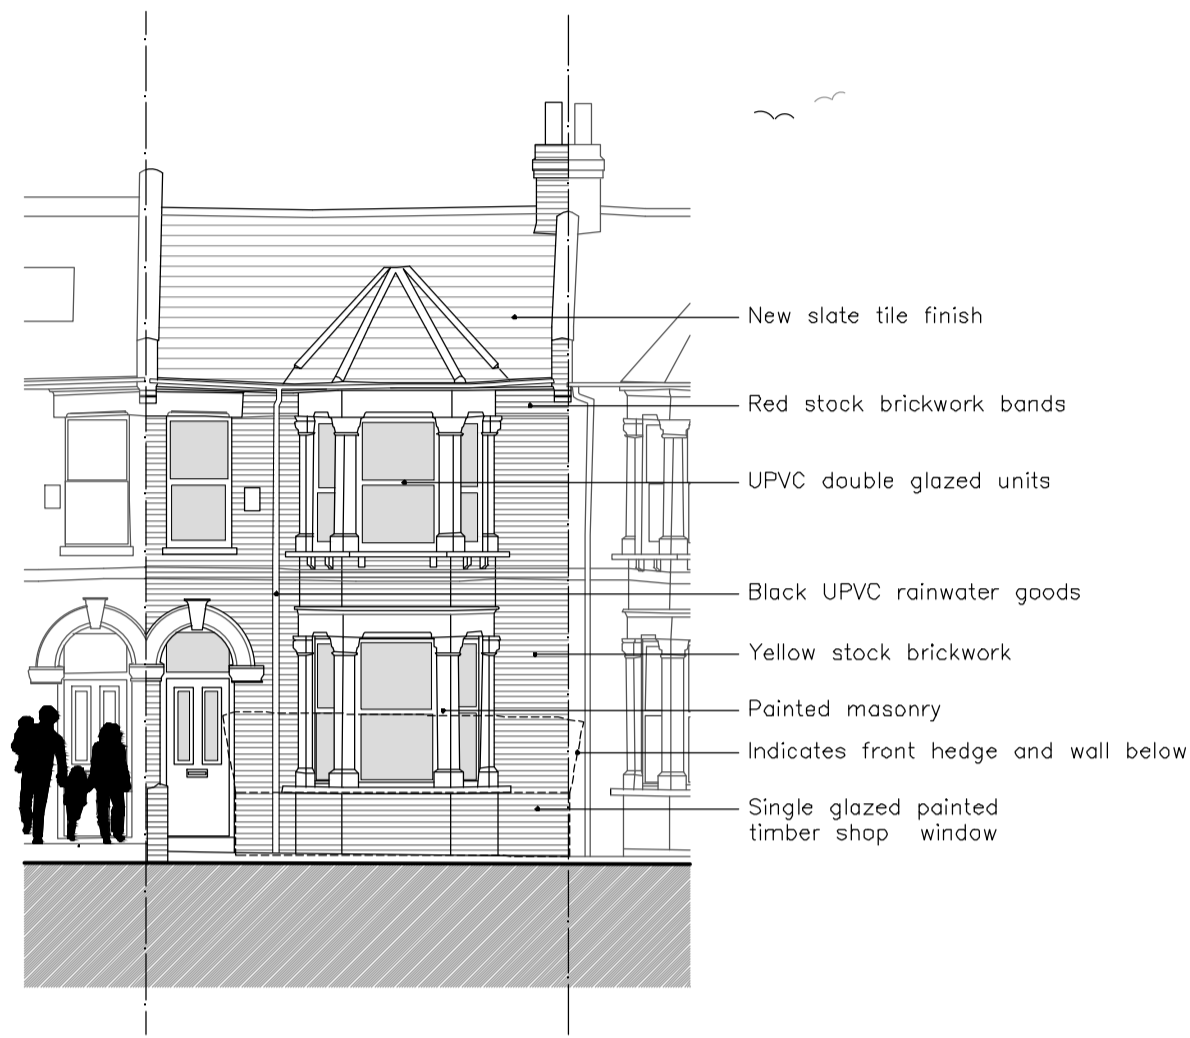 New slate tile finish
Red stock brickwork bands
UPVC double glazed units
Black UPVC rainwater goods
Yellow stock brickwork
Painted masonry
Indicates front hedge and wall below
Single glazed painted
timber shop window